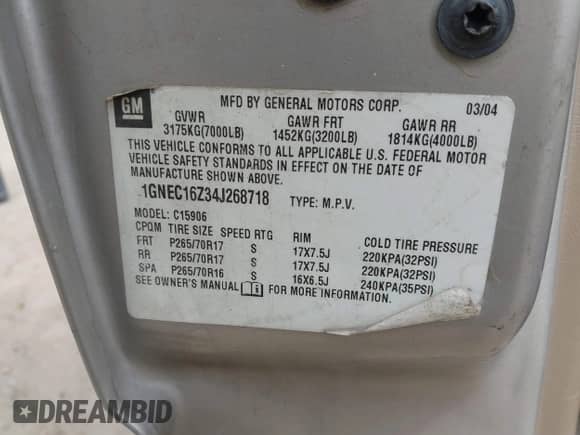 GM
MFD BY GENERAL MOTORS CORP. 03/04
GVWR GAWR FRT GAWR RR
3175KG(7000LB) 1452KG(3200LB) 1814KG(4000LB)
THIS VEHICLE CONFORMS TO ALL APPLICABLE U.S. FEDERAL MOTOR
VEHICLE SAFETY STANDARDS IN EFFECT ON THE DATE OF
MANUFACTURE SHOWN ABOVE.
1GNEC16Z34J268718 TYPE: M.P.V.
MODEL: C15906
CPQM TIRE SIZE SPEED RTG RIM COLD TIRE PRESSURE
FRT P265/70R17 S 17X7.5J 220KPA(32PSI)
RR P265/70R17 S 17X7.5J 220KPA(32PSI)
SPA P265/70R16 S 16X6.5J 240KPA(35PSI)
SEE OWNER'S MANUAL FOR MORE INFORMATION.
DREAMBID